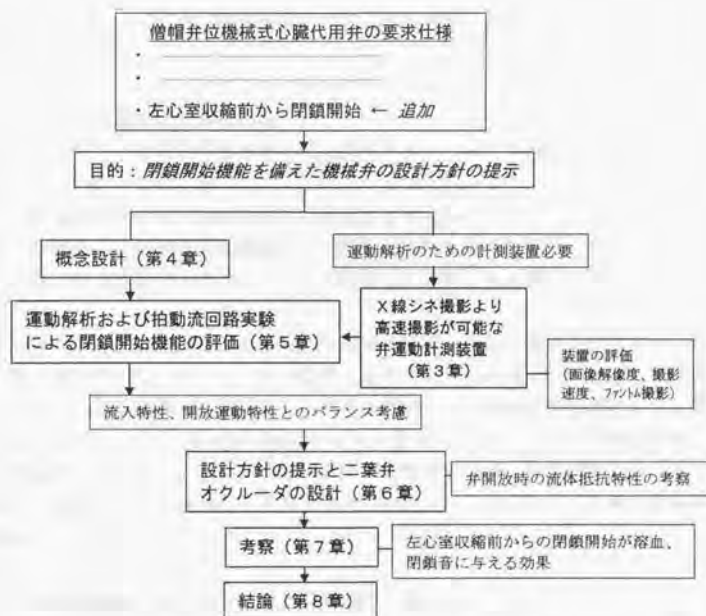 僧帽弁位機械式心臓代用弁の要求仕様
・
・
・左心室収縮前から閉鎖開始 ← 追加
目的：閉鎖開始機能を備えた機械弁の設計方針の提示
概念設計（第４章）
運動解析のための計測装置必要
運動解析および拍動流回路実験
による閉鎖開始機能の評価（第５章）
Ｘ線シネ撮影より
高速撮影が可能な
弁運動計測装置
（第３章）
装置の評価
（画像解像度、撮影
速度、ファントム撮影）
流入特性、開放運動特性とのバランス考慮
設計方針の提示と二葉弁
オクルーダの設計（第６章）
弁開放時の流体抵抗特性の考察
考察（第７章）
左心室収縮前からの閉鎖開始が溶血、
閉鎖音に与える効果
結論（第８章）